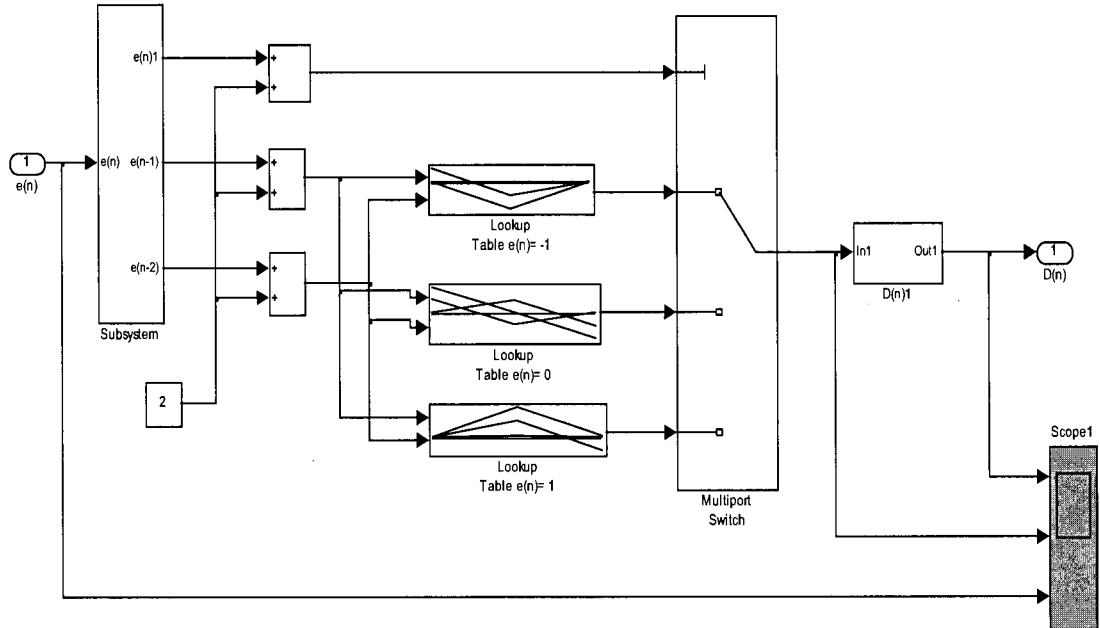 e(n)1
+
+
1
e(n)
e(n)
e(n-1)
+
+
Lookup
Table e(n)= -1
e(n-2)
+
+
In1
Out1
D(n)1
1
D(n)
Subsystem
Lookup
Table e(n)= 0
2
Lookup
Table e(n)= 1
Multiport
Switch
Scope1